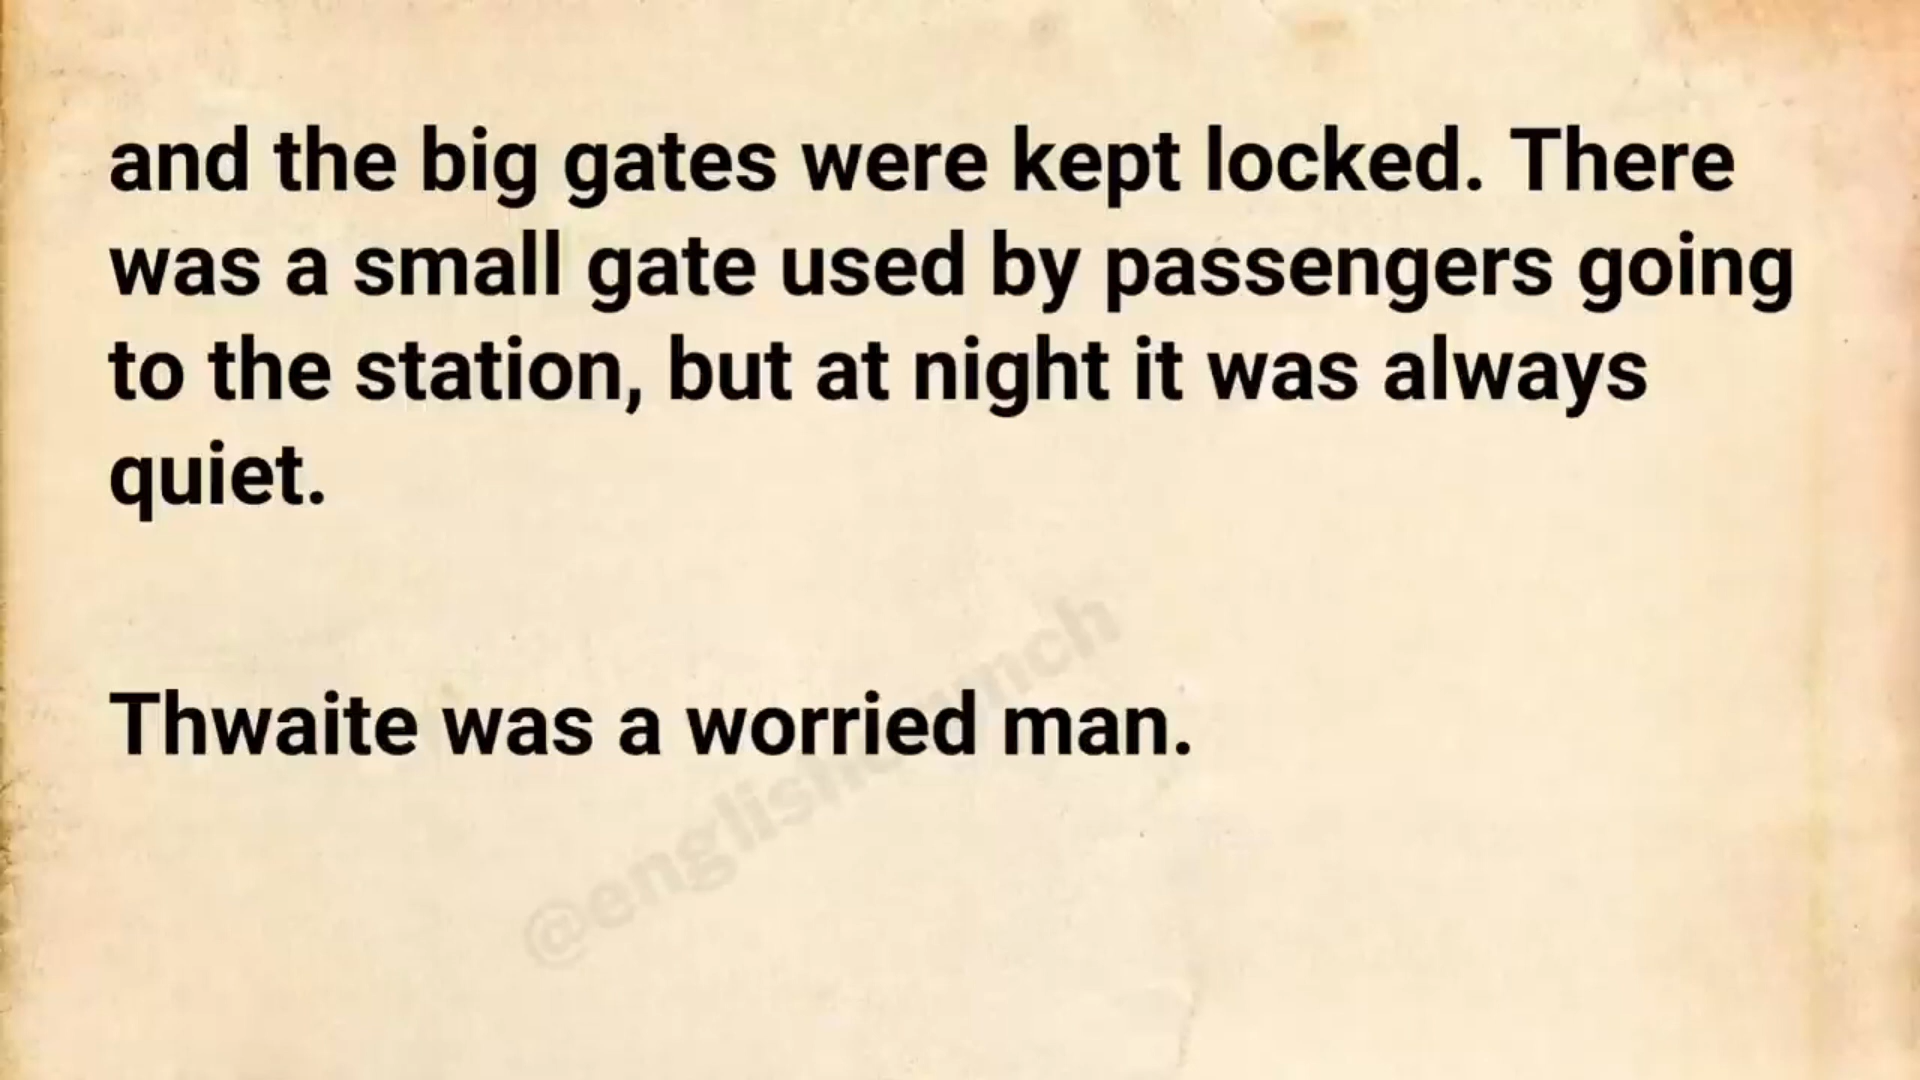 and the big gates were kept locked. There
was a small gate used by passengers going
to the station, but at night it was always
quiet.
Thwaite was a worried man.